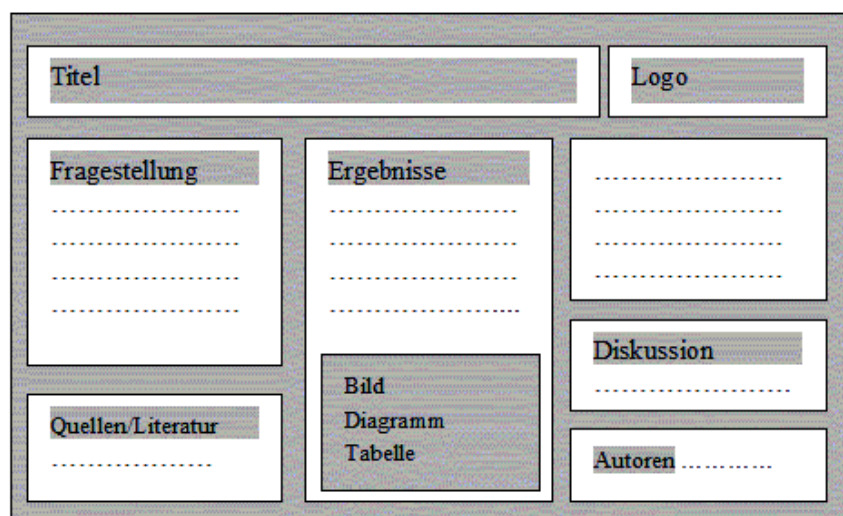 Titel
Logo
Fragestellung
………………………
………………………
………………………
………………………
Quellen/Literatur
…………………
Ergebnisse
………………………
………………………
………………………
………………………
Bild
Diagramm
Tabelle
………………………
………………………
………………………
………………………
Diskussion
………………………
Autoren …………